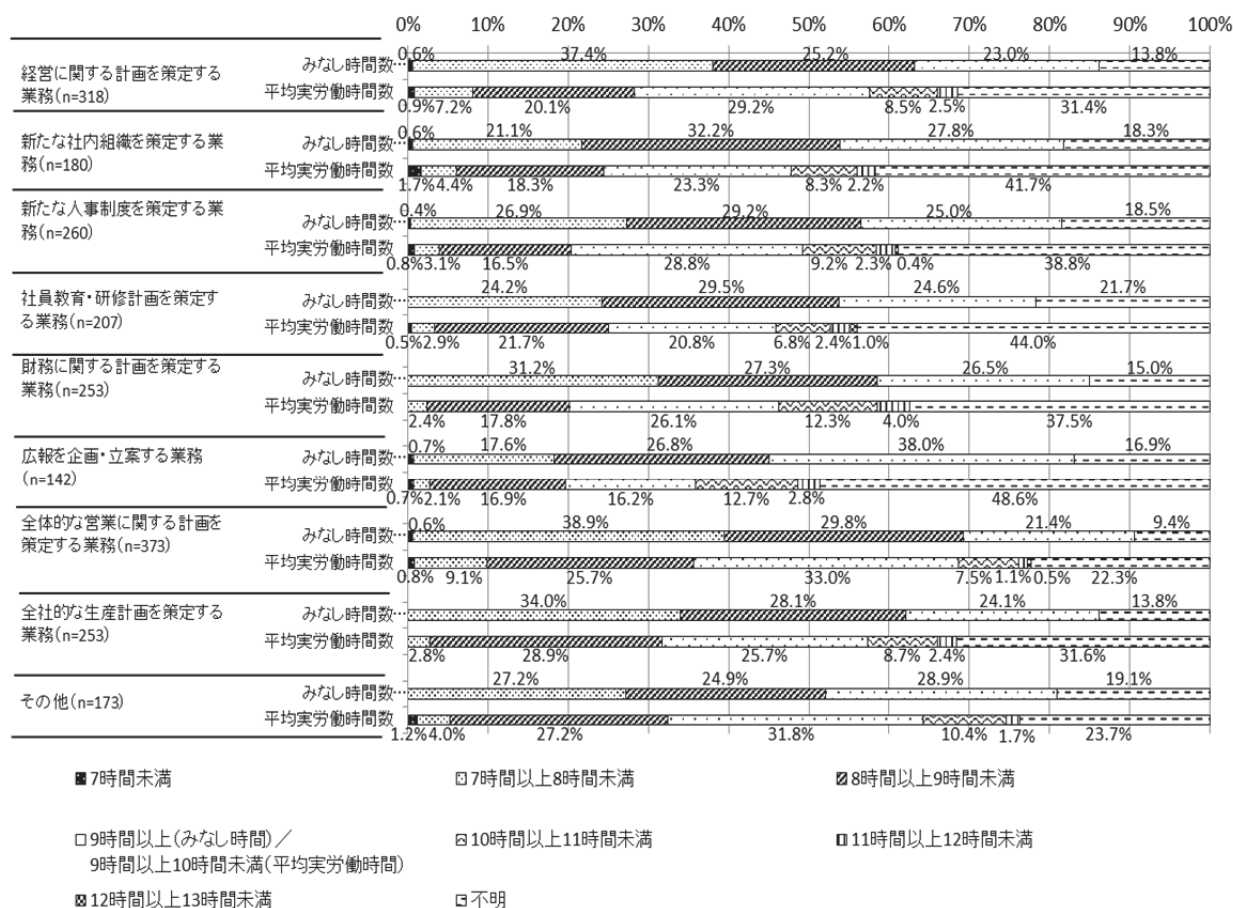 0% 10% 20% 30% 40% 50% 60% 70% 80% 90% 100%
経営に関する計画を策定する
業務(n=318)
みなし時間数…
0.6% 37.4% 25.2% 23.0% 13.8%
平均実労働時間数
0.9% 7.2% 20.1% 29.2% 8.5% 2.5% 31.4%
新たな社内組織を策定する業
務(n=180)
みなし時間数…
0.6% 21.1% 32.2% 27.8% 18.3%
平均実労働時間数
1.7% 4.4% 18.3% 23.3% 8.3% 2.2% 41.7%
新たな人事制度を策定する業
務(n=260)
みなし時間数…
0.4% 26.9% 29.2% 25.0% 18.5%
平均実労働時間数
0.8% 3.1% 16.5% 28.8% 9.2% 2.3% 0.4% 38.8%
社員教育・研修計画を策定す
る業務(n=207)
みなし時間数…
24.2% 29.5% 24.6% 21.7%
平均実労働時間数
0.5% 2.9% 21.7% 20.8% 6.8% 2.4% 1.0% 44.0%
財務に関する計画を策定する
業務(n=253)
みなし時間数…
31.2% 27.3% 26.5% 15.0%
平均実労働時間数
2.4% 17.8% 26.1% 12.3% 4.0% 37.5%
広報を企画・立案する業務
(n=142)
みなし時間数…
0.7% 17.6% 26.8% 38.0% 16.9%
平均実労働時間数
0.7% 2.1% 16.9% 16.2% 12.7% 2.8% 48.6%
全体的な営業に関する計画を
策定する業務(n=373)
みなし時間数…
0.6% 38.9% 29.8% 21.4% 9.4%
平均実労働時間数
0.8% 9.1% 25.7% 33.0% 7.5% 1.1% 0.5% 22.3%
全社的な生産計画を策定する
業務(n=253)
みなし時間数…
34.0% 28.1% 24.1% 13.8%
平均実労働時間数
2.8% 28.9% 25.7% 8.7% 2.4% 31.6%
その他(n=173)
みなし時間数…
27.2% 24.9% 28.9% 19.1%
平均実労働時間数
1.2% 4.0% 27.2% 31.8% 10.4% 1.7% 23.7%
7時間未満 7時間以上8時間未満 8時間以上9時間未満
9時間以上(みなし時間)／
9時間以上10時間未満(平均実労働時間)
10時間以上11時間未満 11時間以上12時間未満
12時間以上13時間未満 不明